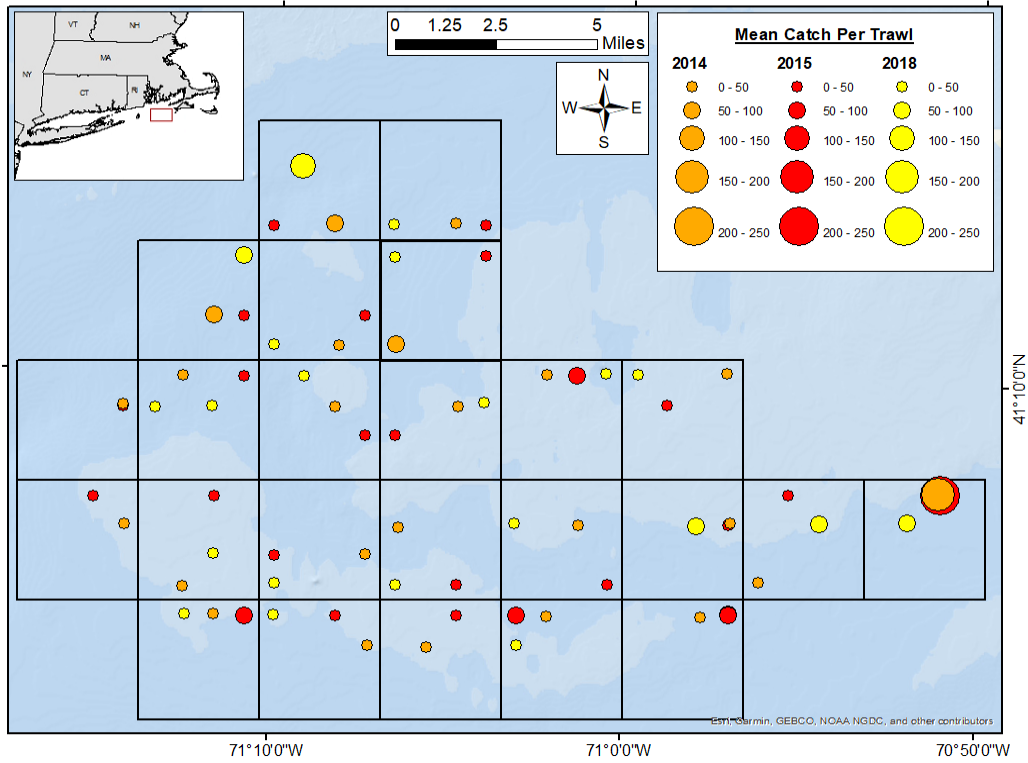 VT
NH
NY
MA
CT
RI
0 1.25 2.5 5
Miles
N
W E
S
Mean Catch Per Trawl
2014 2015 2018
0 - 50 0 - 50 0 - 50
50 - 100 50 - 100 50 - 100
100 - 150 100 - 150 100 - 150
150 - 200 150 - 200 150 - 200
200 - 250 200 - 250 200 - 250
41°10'0"N
Esri, Garmin, GEBCO, NOAA NGDC, and other contributors
71°10'0"W 71°0'0"W 70°50'0"W